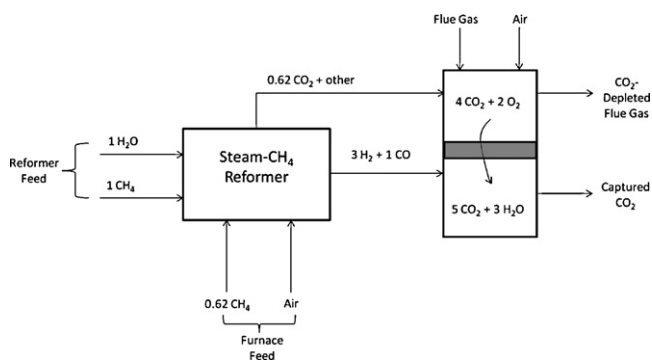 Flue Gas
Air
0.62 CO₂ + other
4 CO₂ + 2 O₂
CO₂-
Depleted
Flue Gas
Reformer
Feed
1 H₂O
1 CH₄
Steam-CH₄
Reformer
3 H₂ + 1 CO
5 CO₂ + 3 H₂O
Captured
CO₂
0.62 CH₄
Air
Furnace
Feed